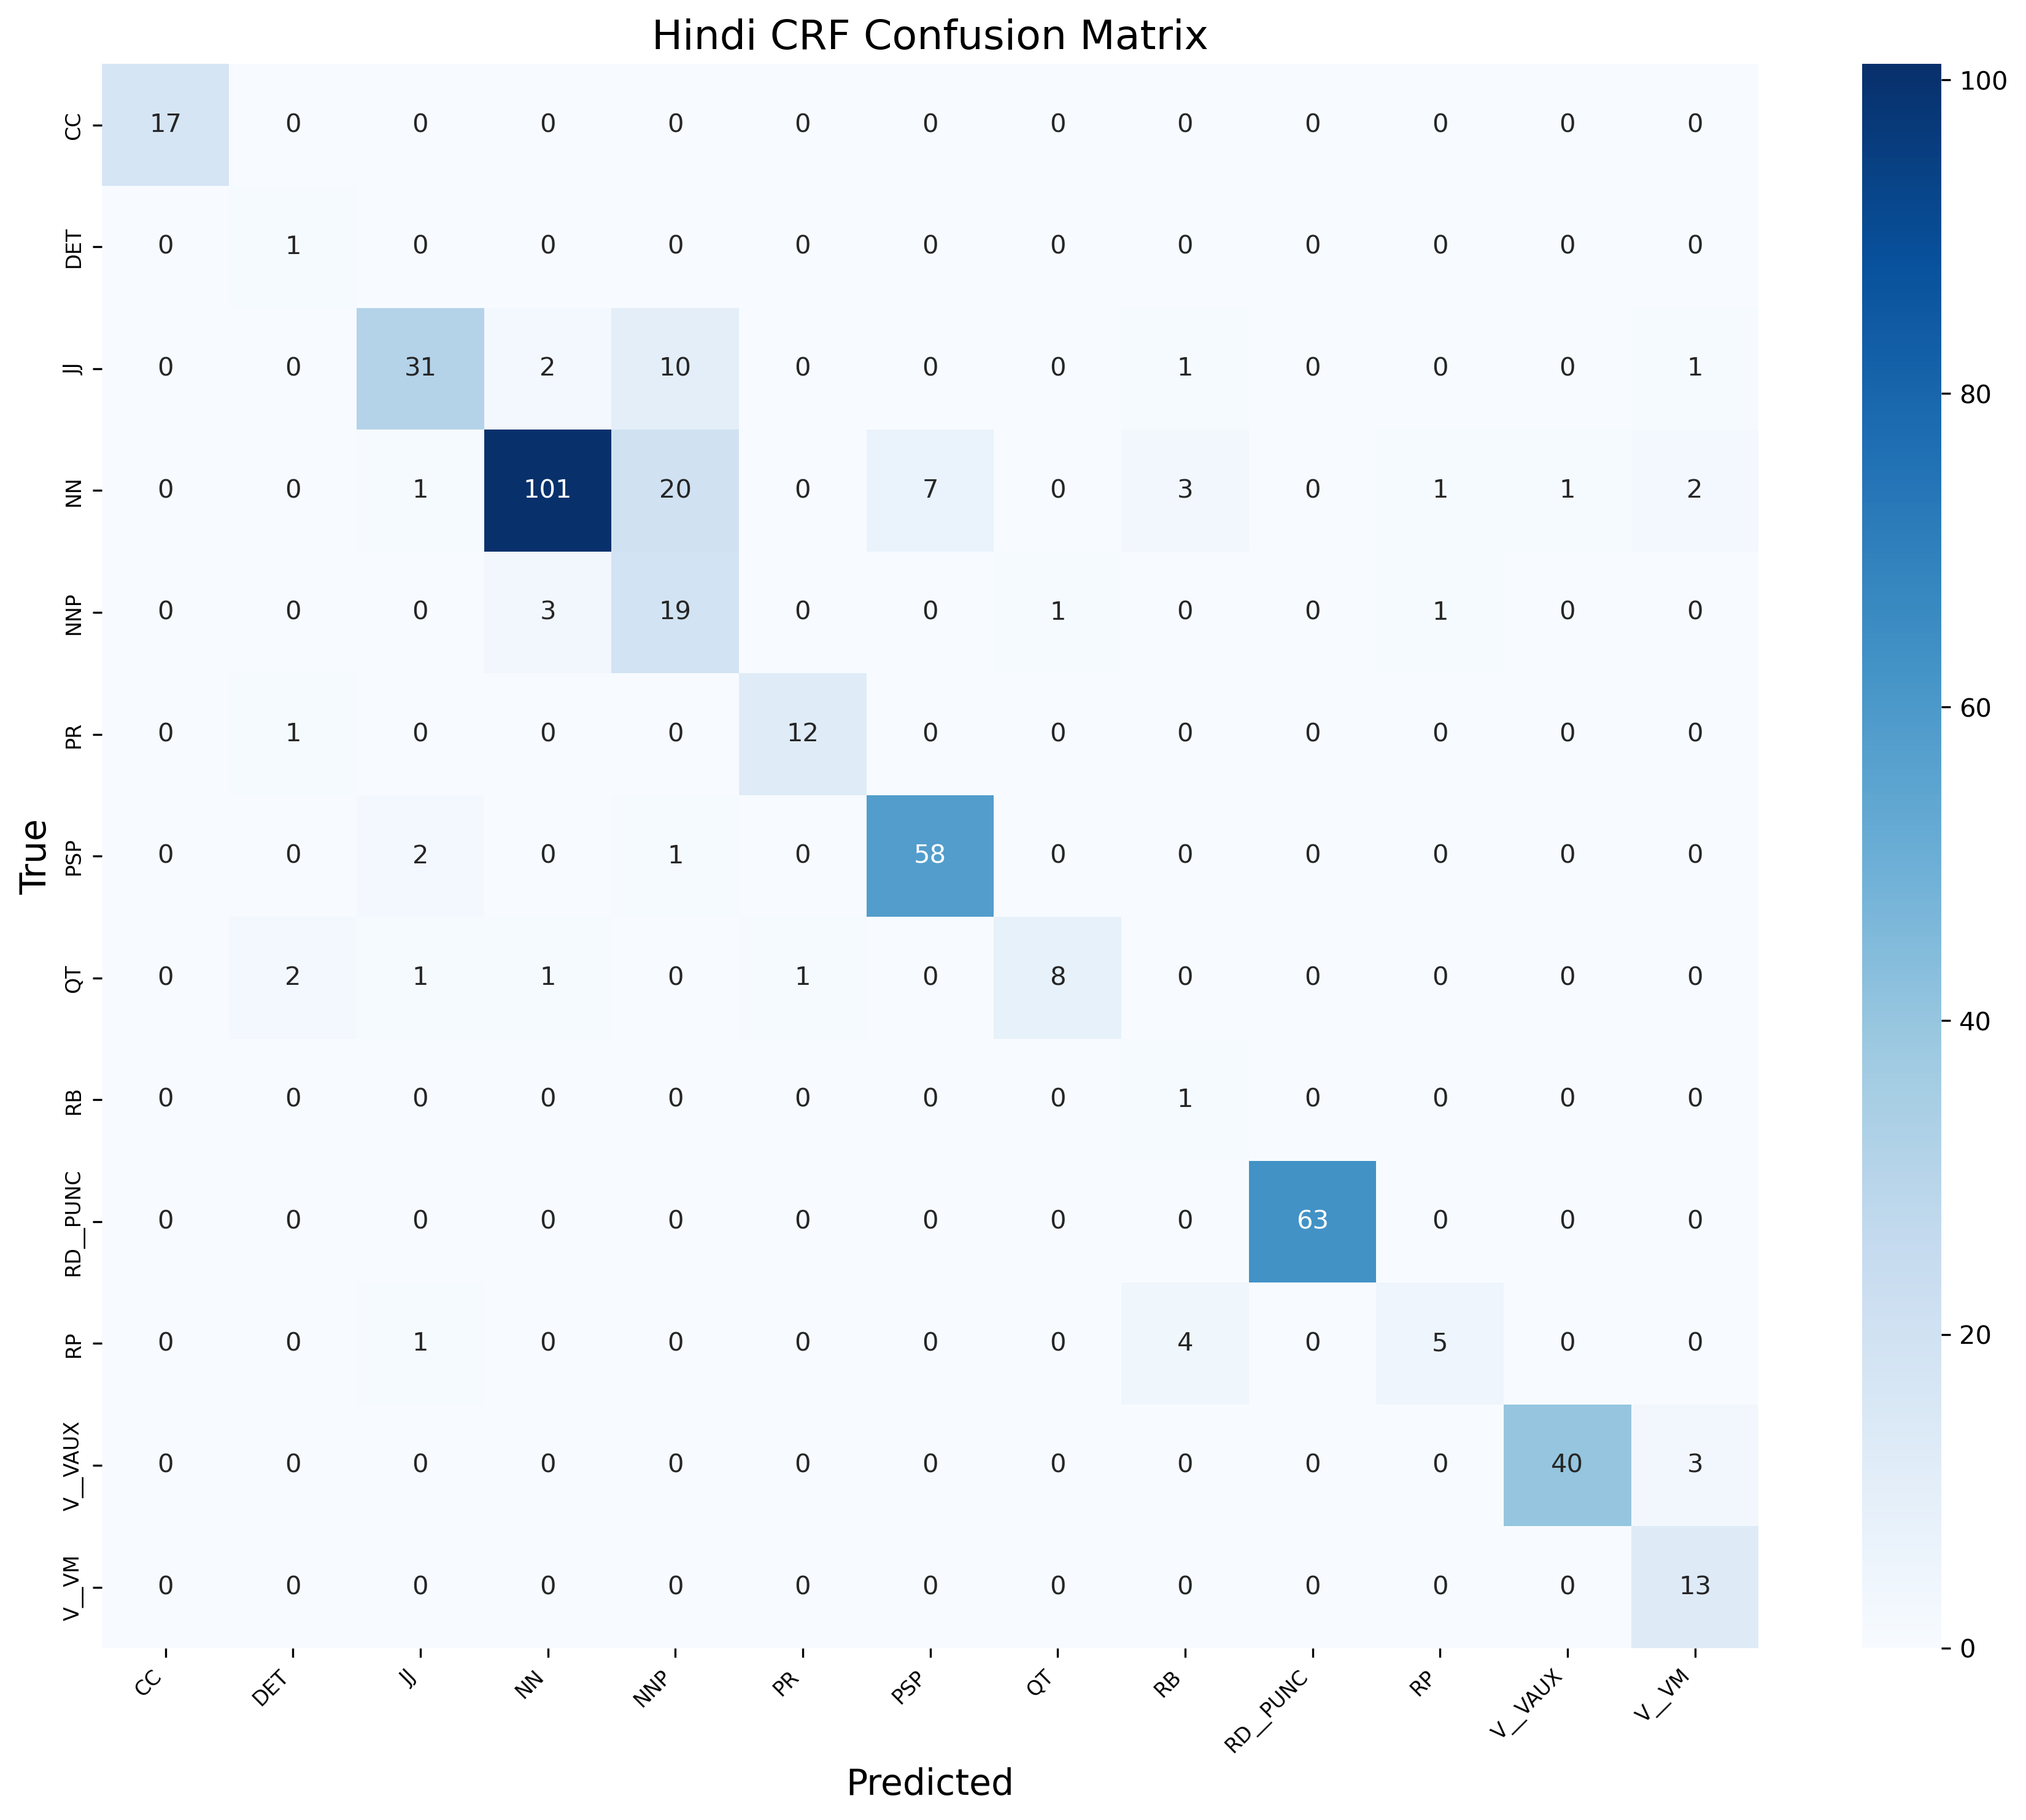 Hindi CRF Confusion Matrix
CC 17 0 0 0 0 0 0 0 0 0 0 0 0
DET 0 1 0 0 0 0 0 0 0 0 0 0 0
JJ 0 0 31 2 10 0 0 0 1 0 0 0 1
NN 0 0 1 101 20 0 7 0 3 0 1 1 2
NNP 0 0 0 3 19 0 0 1 0 0 1 0 0
PR 0 1 0 0 0 12 0 0 0 0 0 0 0
PSP 0 0 2 0 1 0 58 0 0 0 0 0 0
QT 0 2 1 1 0 1 0 8 0 0 0 0 0
RB 0 0 0 0 0 0 0 0 1 0 0 0 0
RD__PUNC 0 0 0 0 0 0 0 0 0 63 0 0 0
RP 0 0 1 0 0 0 0 0 4 0 5 0 0
V__VAUX 0 0 0 0 0 0 0 0 0 0 0 40 3
V__VM 0 0 0 0 0 0 0 0 0 0 0 0 13
CC DET JJ NN NNP PR PSP QT RB RD__PUNC RP V__VAUX V__VM
True
Predicted
100
80
60
40
20
0